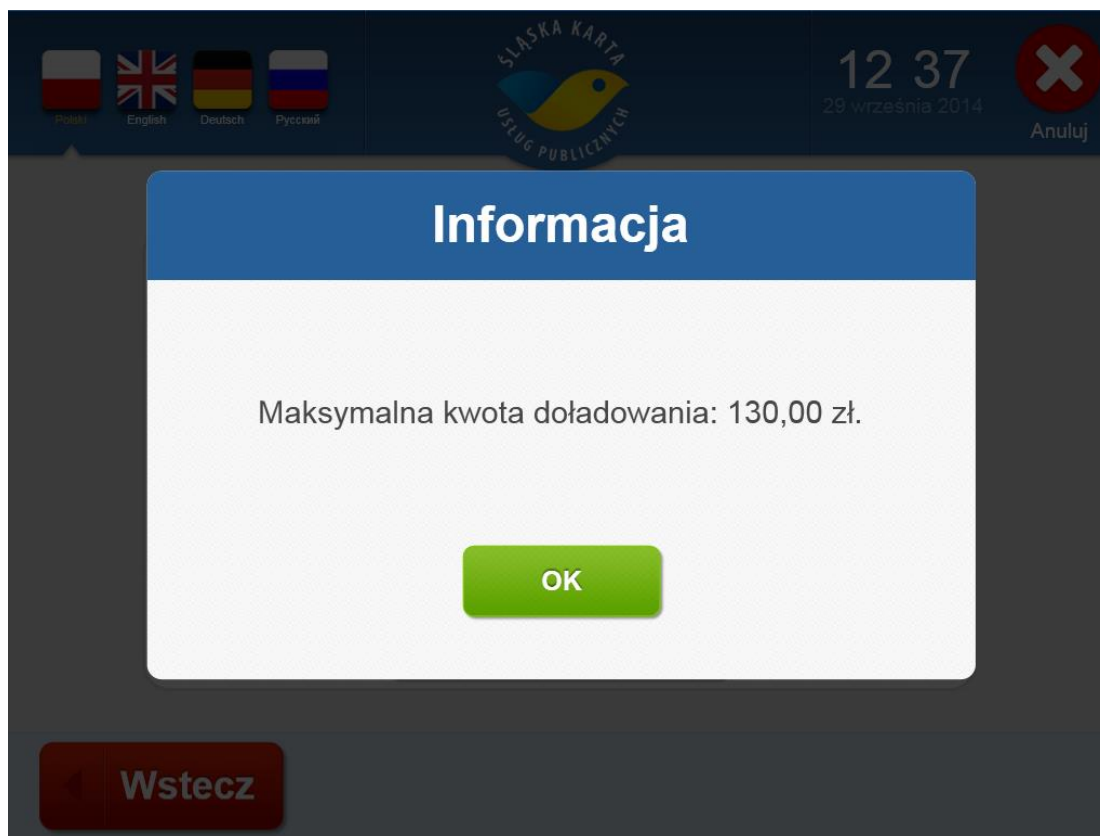 Polski
English
Deutsch
Русский
ŚLĄSKA KARTA
USŁUG PUBLICZNYCH
12 37
29 września 2014
Anuluj
Informacja
Maksymalna kwota doładowania: 130,00 zł.
OK
Wstecz